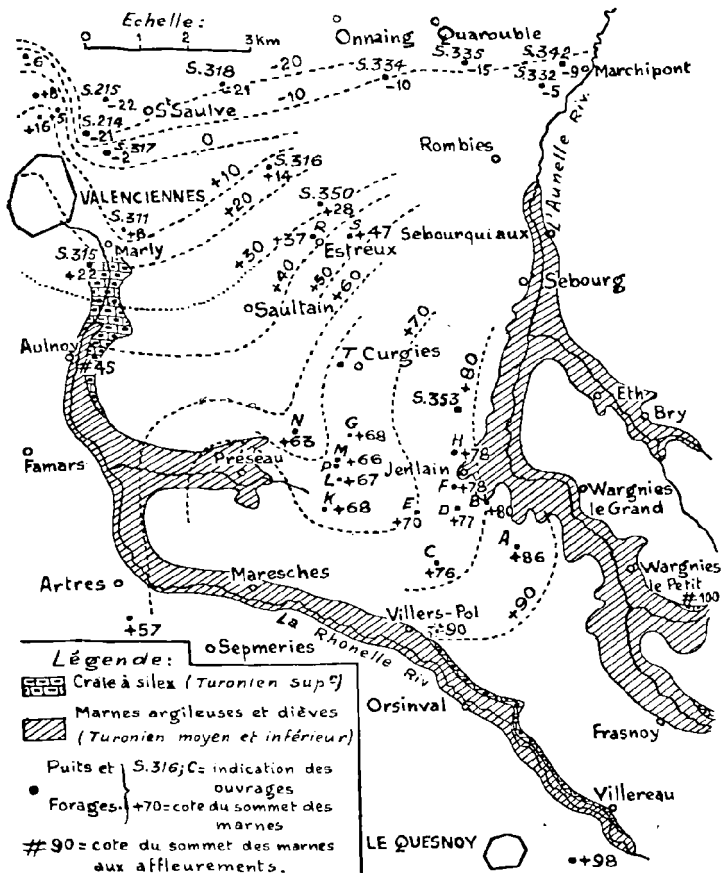 Echelle:
0 3km
Onnaing
Quarouble
S.335
-15
S.342
-9
Marchipont
S.332
-5
S.334
-10
-20
-10
0
S.318
-21
S.215
-22
St Saulve
S.214
-21
S.317
-2
-6
+8
+5
+16
Rombies
S.316
+14
+10
+20
VALENCIENNES
S.311
+8
Marly
S.315
+22
S.350
+28
+37
P
S
+47
Estreux
+30
+40
+50
+60
Sebourquiaux
L'Aunelle Riv.
Sebourg
Saultain
+70
+80
Aulnoy
#45
T
Curgies
S.353
Eth
Bry
N
+63
G
+68
H
+78
Famars
Préseau
M
+66
P
L
+67
K
+68
Jenlain
F
+78
E
+70
D
+77
B
+80
Wargnies
le Grand
A
+86
C
+76
+90
Wargnies
le Petit
#100
Artres
+57
Maresches
Villers-Pol
#90
La Rhonelle Riv
Sepmeries
Orsinval
Frasnoy
Villereau
LE QUESNOY
+98
Légende:
Craie à silex (Turonien supr)
Marnes argileuses et dièves
(Turonien moyen et inférieur)
Puits et S.316; C= indication des
ouvrages
Forages. +70=cote du sommet des
marnes
#90= cote du sommet des marnes
aux affleurements.